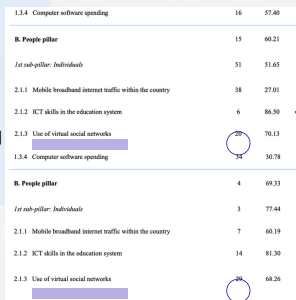 1.3.4 Computer software spending 16 57.40
B. People pillar 15 60.21
1st sub-pillar: Individuals 51 51.65
2.1.1 Mobile broadband internet traffic within the country 38 27.01
2.1.2 ICT skills in the education system 6 86.50
2.1.3 Use of virtual social networks 20 70.13
1.3.4 Computer software spending 34 30.78
B. People pillar 4 69.33
1st sub-pillar: Individuals 3 77.44
2.1.1 Mobile broadband internet traffic within the country 7 60.19
2.1.2 ICT skills in the education system 14 81.30
2.1.3 Use of virtual social networks 29 68.26